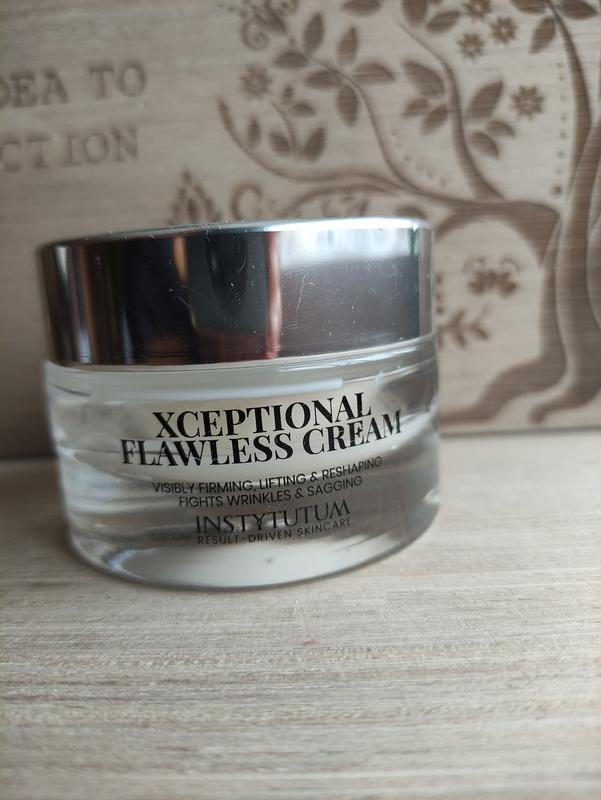 DEA TO
CTION
XCEPTIONAL
FLAWLESS CREAM
VISIBLY FIRMING, LIFTING & RESHAPING
FIGHTS WRINKLES & SAGGING
INSTYTUTUM
RESULT-DRIVEN SKINCARE